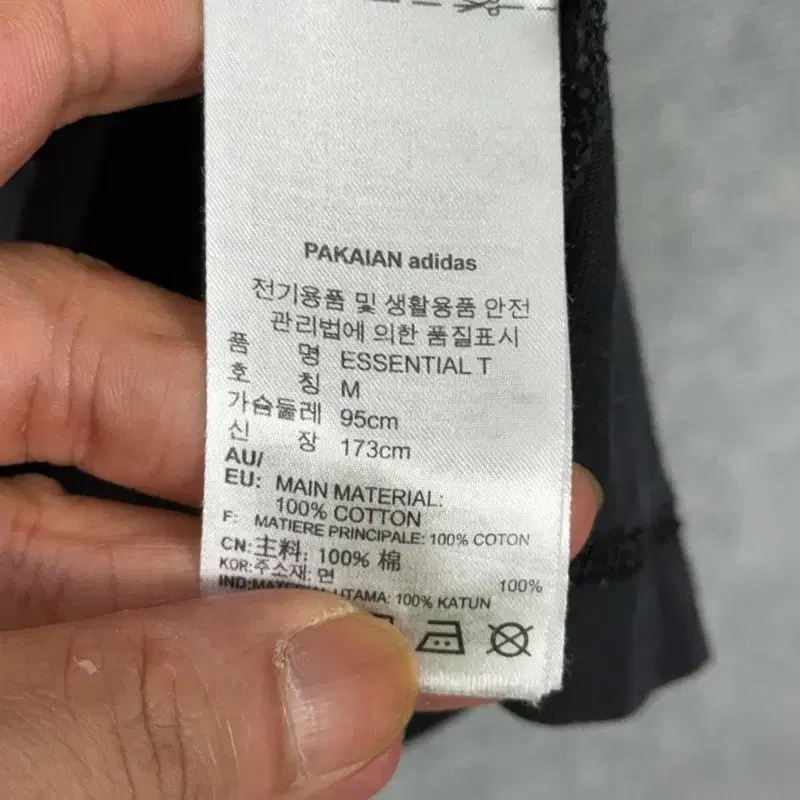 PAKAIAN adidas
전기용품 및 생활용품 안전
관리법에 의한 품질표시
품 명 ESSENTIAL T
호 칭 M
가슴둘레 95cm
신 장 173cm
AU/
EU: MAIN MATERIAL:
100% COTTON
F: MATIERE PRINCIPALE: 100% COTON
CN:主料: 100% 棉
KOR:주소재: 면 100%
UTAMA: 100% KATUN